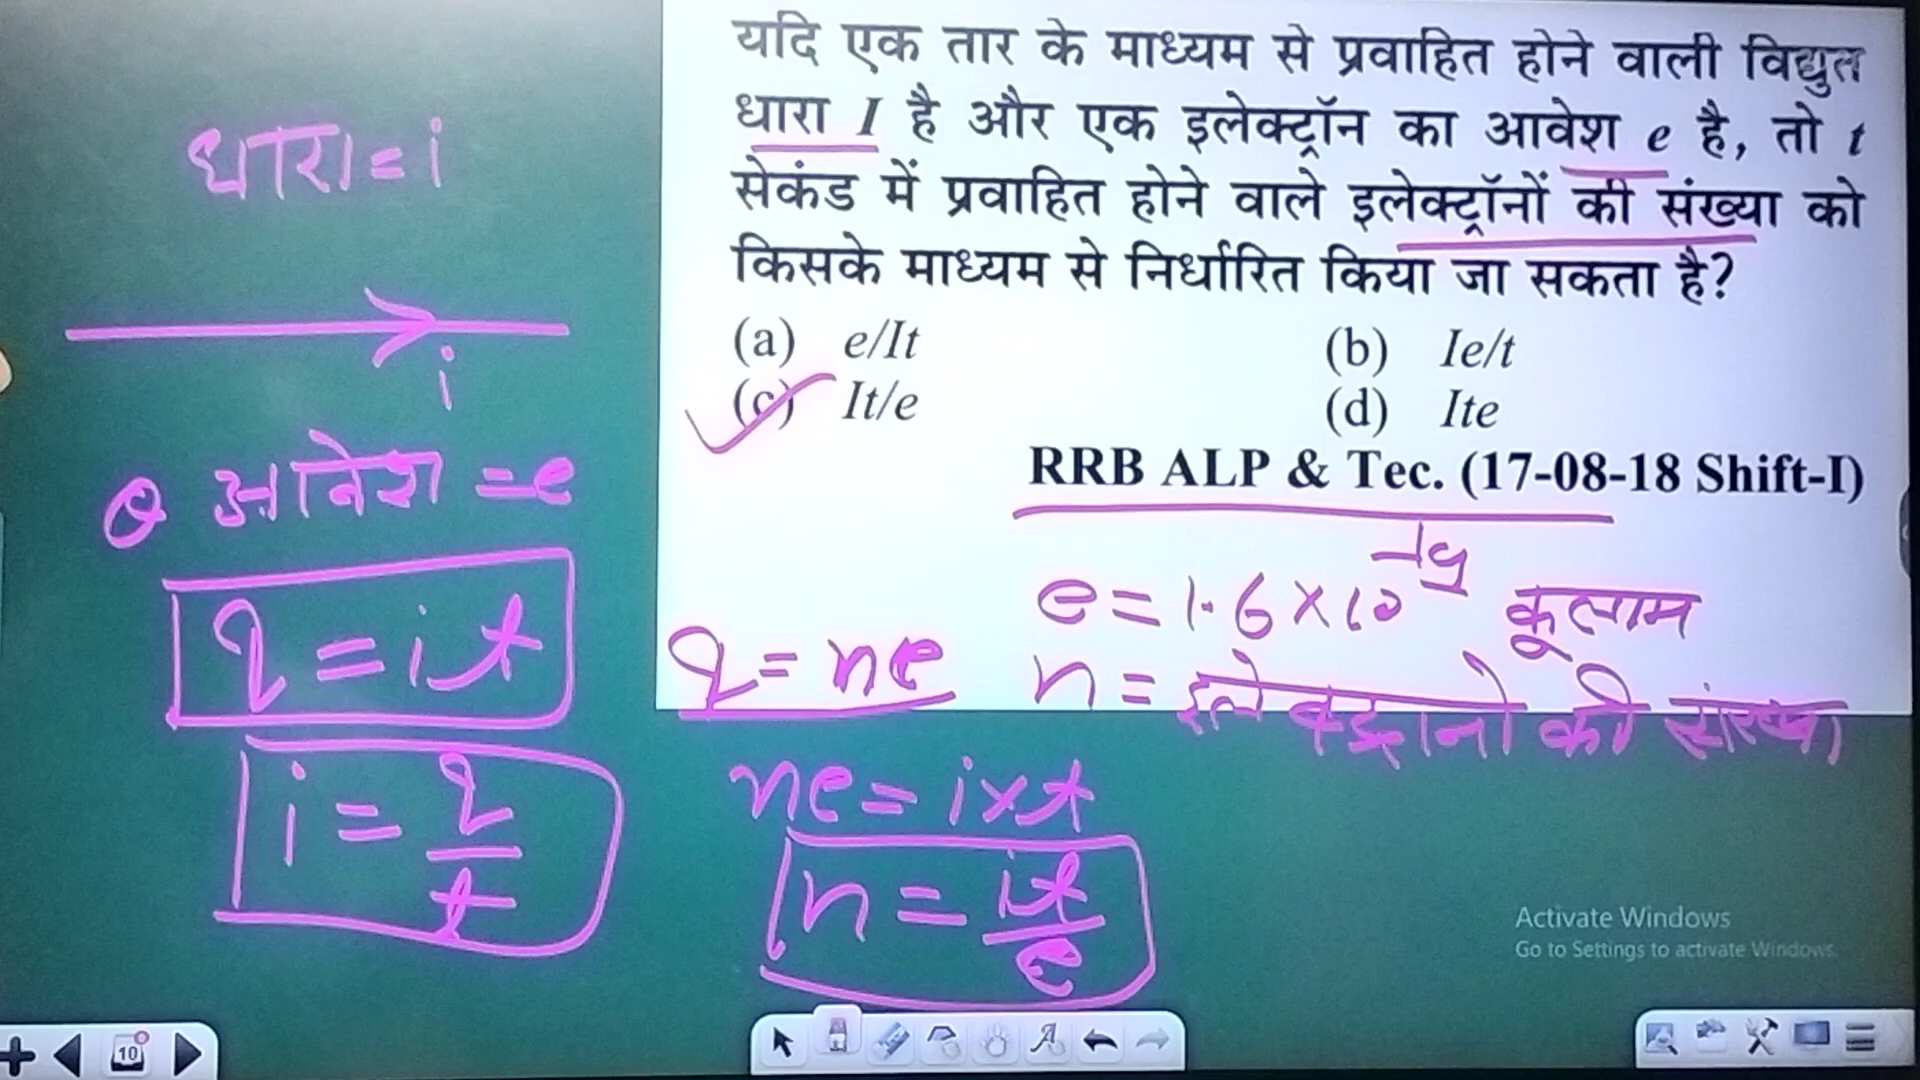 यदि एक तार के माध्यम से प्रवाहित होने वाली विद्युत
धारा I है और एक इलेक्ट्रॉन का आवेश e है, तो t
सेकंड में प्रवाहित होने वाले इलेक्ट्रॉनों की संख्या को
किसके माध्यम से निर्धारित किया जा सकता है?
(a) e/It (b) Ie/t
(c) It/e (d) Ite
RRB ALP & Tec. (17-08-18 Shift-I)
धारा = i
i
आवेश = e
q = it
i = q/t
e = 1.6 × 10⁻¹⁹ कूलाम
q = ne
n = इलेक्ट्रानो की संख्या
ne = i × t
n = it/e
Activate Windows
Go to Settings to activate Windows.
10